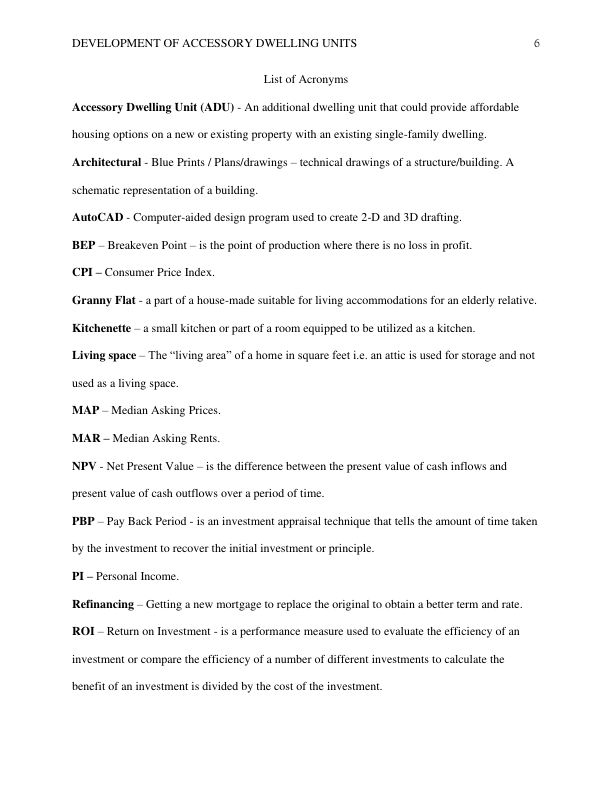 DEVELOPMENT OF ACCESSORY DWELLING UNITS 6
List of Acronyms
Accessory Dwelling Unit (ADU) - An additional dwelling unit that could provide affordable
housing options on a new or existing property with an existing single-family dwelling.
Architectural - Blue Prints / Plans/drawings – technical drawings of a structure/building. A
schematic representation of a building.
AutoCAD - Computer-aided design program used to create 2-D and 3D drafting.
BEP – Breakeven Point – is the point of production where there is no loss in profit.
CPI – Consumer Price Index.
Granny Flat - a part of a house-made suitable for living accommodations for an elderly relative.
Kitchenette – a small kitchen or part of a room equipped to be utilized as a kitchen.
Living space – The “living area” of a home in square feet i.e. an attic is used for storage and not
used as a living space.
MAP – Median Asking Prices.
MAR – Median Asking Rents.
NPV - Net Present Value – is the difference between the present value of cash inflows and
present value of cash outflows over a period of time.
PBP – Pay Back Period - is an investment appraisal technique that tells the amount of time taken
by the investment to recover the initial investment or principle.
PI – Personal Income.
Refinancing – Getting a new mortgage to replace the original to obtain a better term and rate.
ROI – Return on Investment - is a performance measure used to evaluate the efficiency of an
investment or compare the efficiency of a number of different investments to calculate the
benefit of an investment is divided by the cost of the investment.